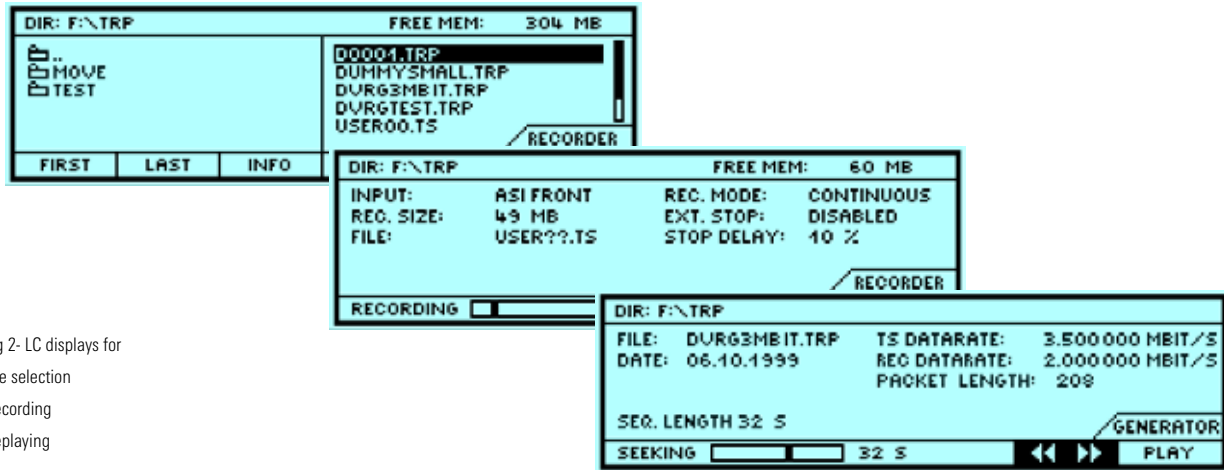 DIR: F:\TRP FREE MEM: 304 MB
..
MOVE
TEST
D0001.TRP
DUMMYSMALL.TRP
DVRG3MBIT.TRP
DVRGTEST.TRP
USER00.TS
RECORDER
FIRST LAST INFO
DIR: F:\TRP FREE MEM: 60 MB
INPUT: ASI FRONT REC. MODE: CONTINUOUS
REC. SIZE: 49 MB EXT. STOP: DISABLED
FILE: USER??.TS STOP DELAY: 10 %
RECORDER
RECORDING
DIR: F:\TRP
FILE: DVRG3MBIT.TRP TS DATARATE: 3.500000 MBIT/S
DATE: 06.10.1999 REC DATARATE: 2.000000 MBIT/S
PACKET LENGTH: 208
SEQ. LENGTH 32 S
GENERATOR
SEEKING 32 S PLAY
g 2- LC displays for
e selection
ecording
eplaying